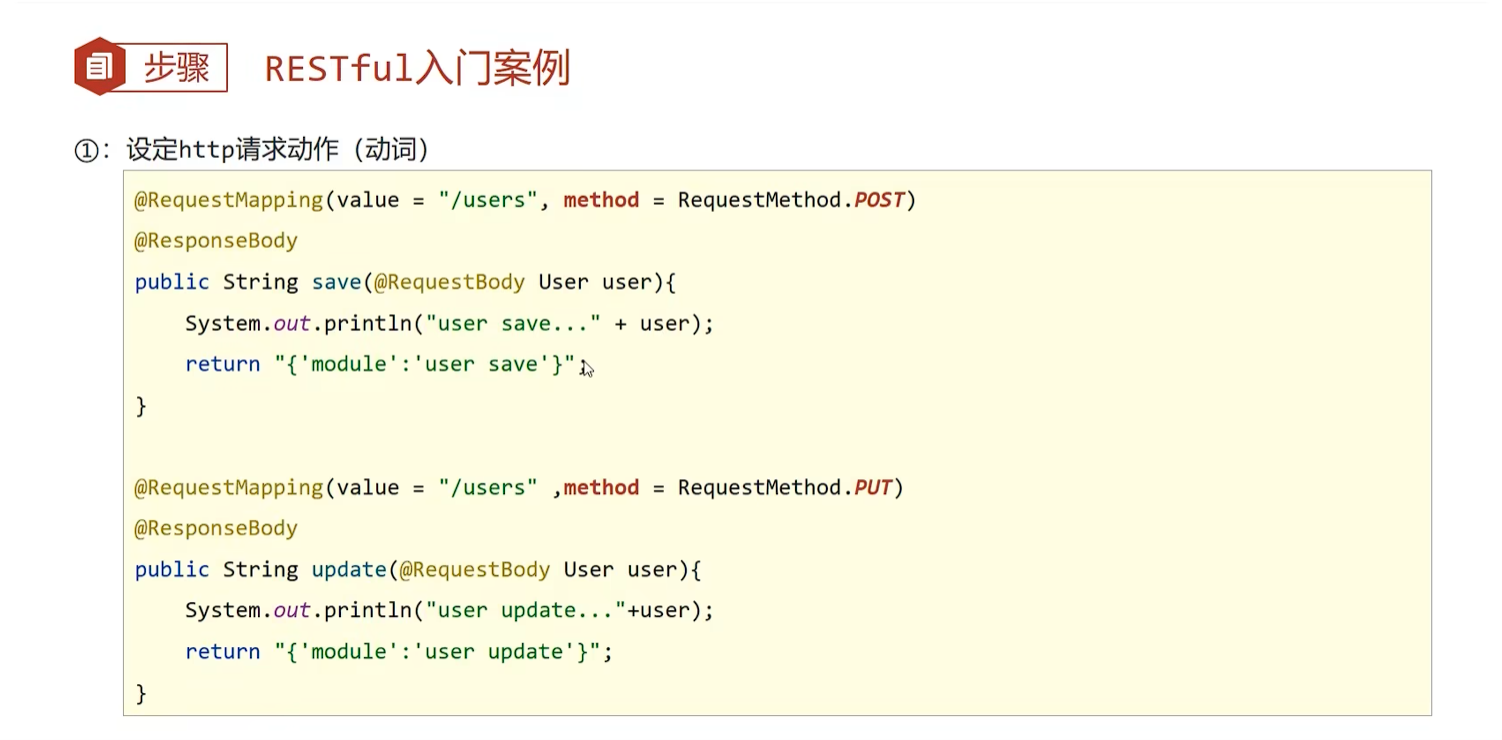 步骤 RESTful入门案例
①：设定http请求动作（动词）
@RequestMapping(value = "/users", method = RequestMethod.POST)
@ResponseBody
public String save(@RequestBody User user){
    System.out.println("user save..." + user);
    return "{'module':'user save'}";
}
@RequestMapping(value = "/users" ,method = RequestMethod.PUT)
@ResponseBody
public String update(@RequestBody User user){
    System.out.println("user update..."+user);
    return "{'module':'user update'}";
}